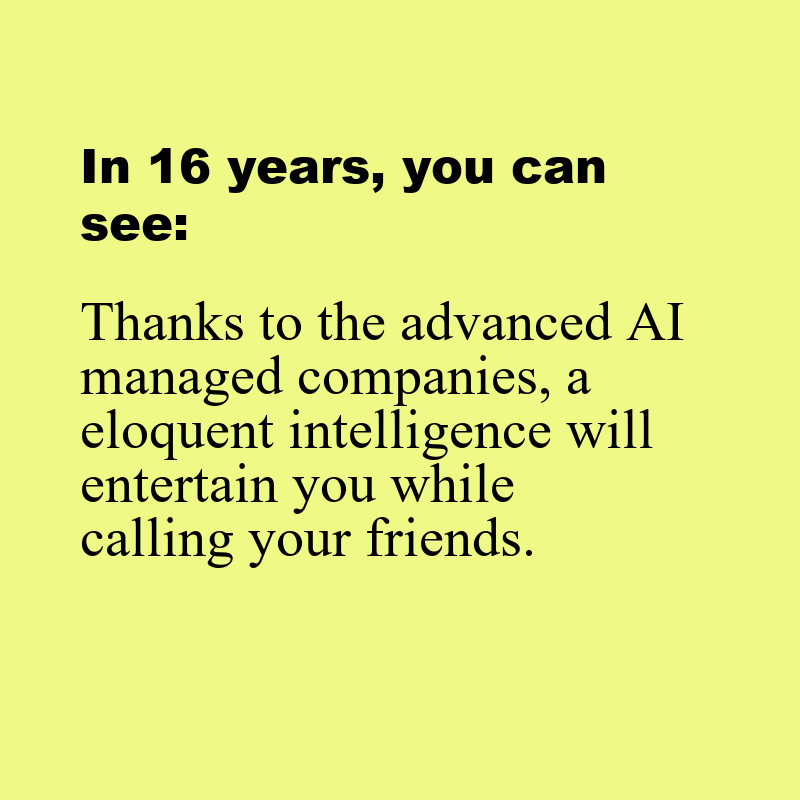 In 16 years, you can
see:
Thanks to the advanced AI
managed companies, a
eloquent intelligence will
entertain you while
calling your friends.